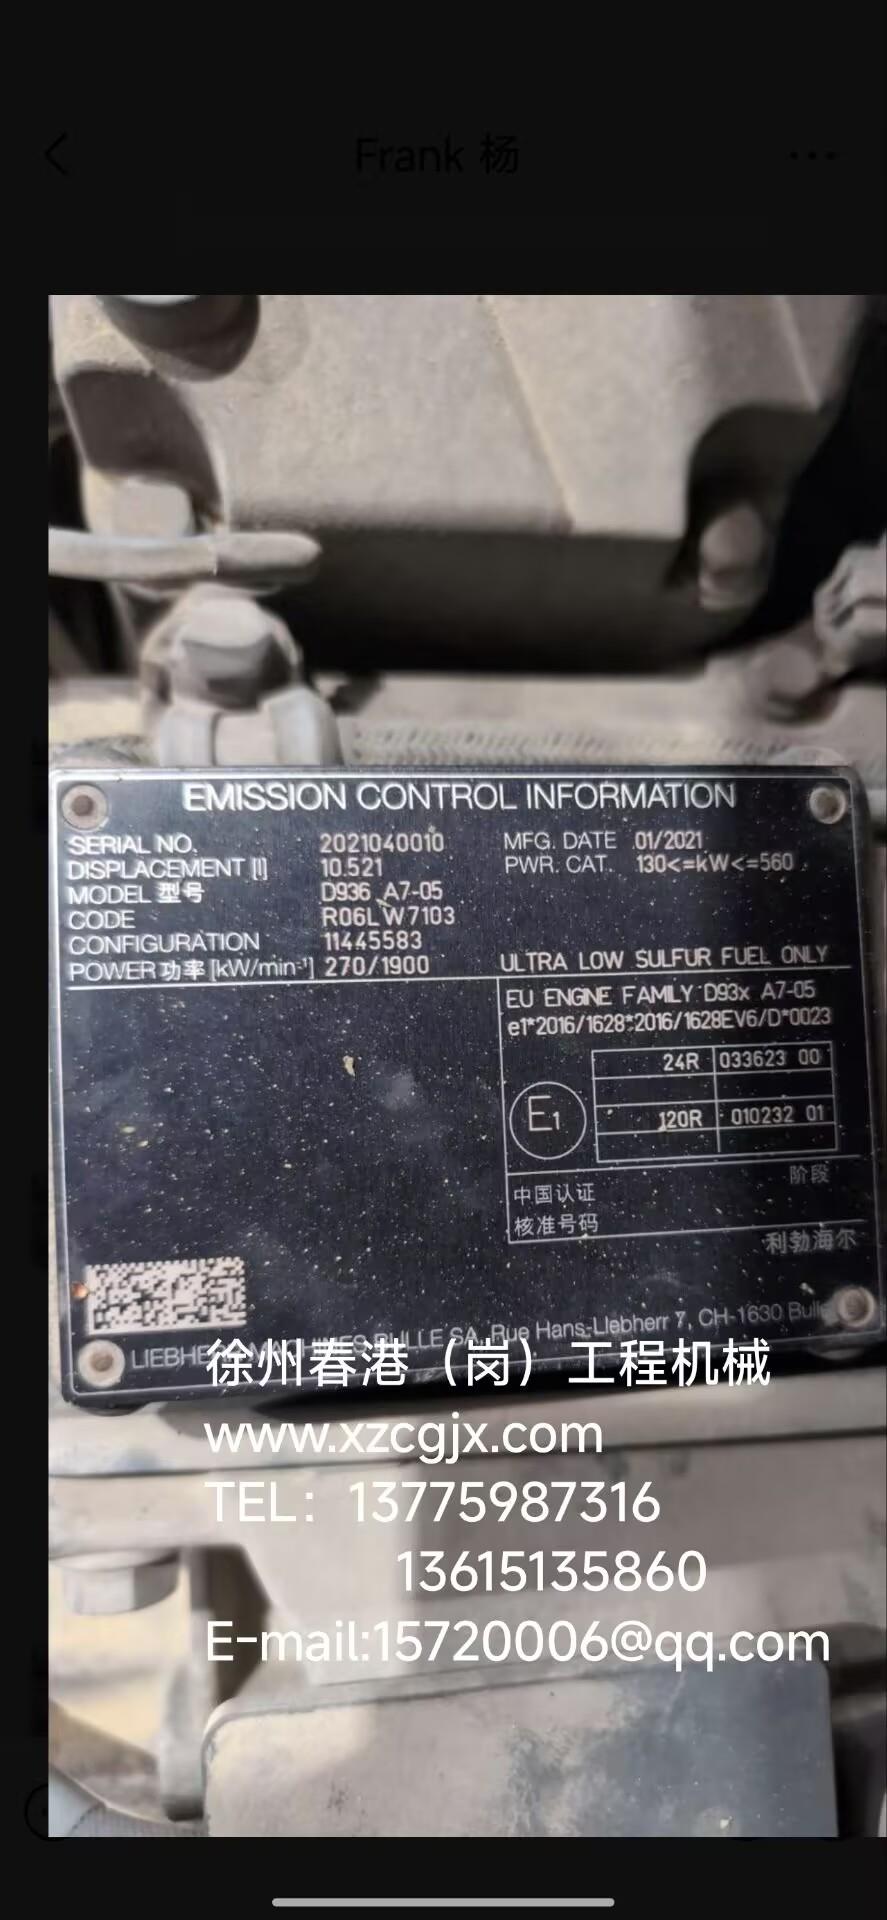 Frank 杨
EMISSION CONTROL INFORMATION
SERIAL NO. 2021040010 MFG. DATE 01/2021
DISPLACEMENT [l] 10.521 PWR. CAT. 130<=kW<=560
MODEL 型号 D936 A7-05
CODE R06LW7103
CONFIGURATION 11445583
POWER 功率 [kW/min⁻¹] 270/1900 ULTRA LOW SULFUR FUEL ONLY
EU ENGINE FAMILY: D93x A7-05
e1*2016/1628*2016/1628EV6/D*0023
24R 033623 00
E1
120R 010232 01
阶段
中国认证
核准号码
利勃海尔
LIEBHERR MACHINES BULLE SA, Rue Hans-Liebherr 7, CH-1630 Bulle
徐州春港（岗）工程机械
www.xzcgjx.com
TEL：13775987316
13615135860
E-mail:15720006@qq.com